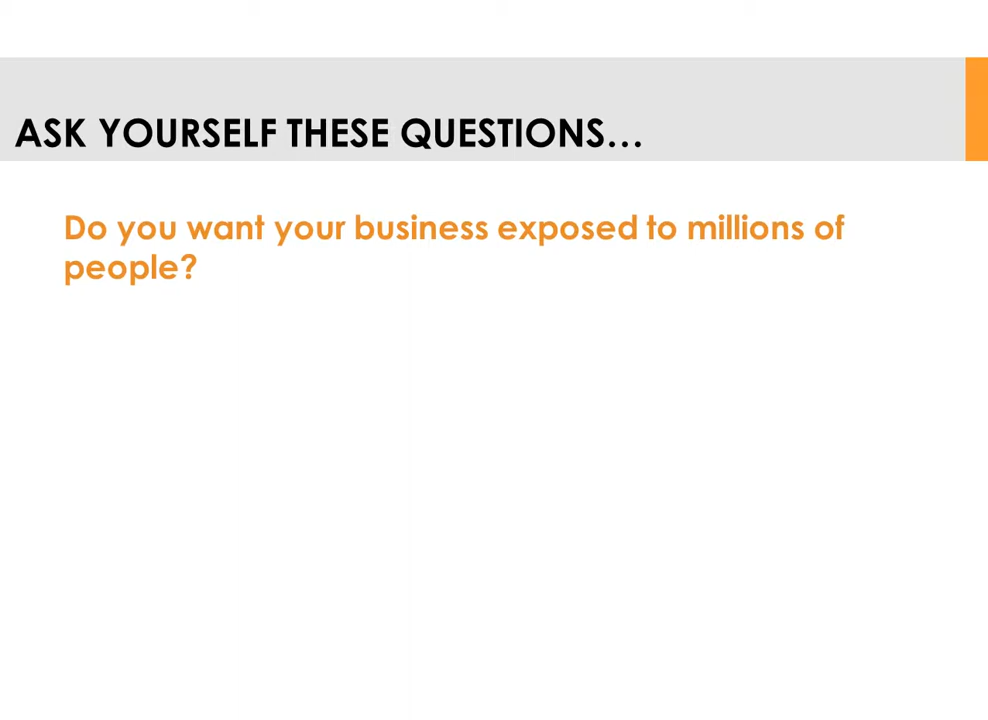 ASK YOURSELF THESE QUESTIONS…
Do you want your business exposed to millions of
people?